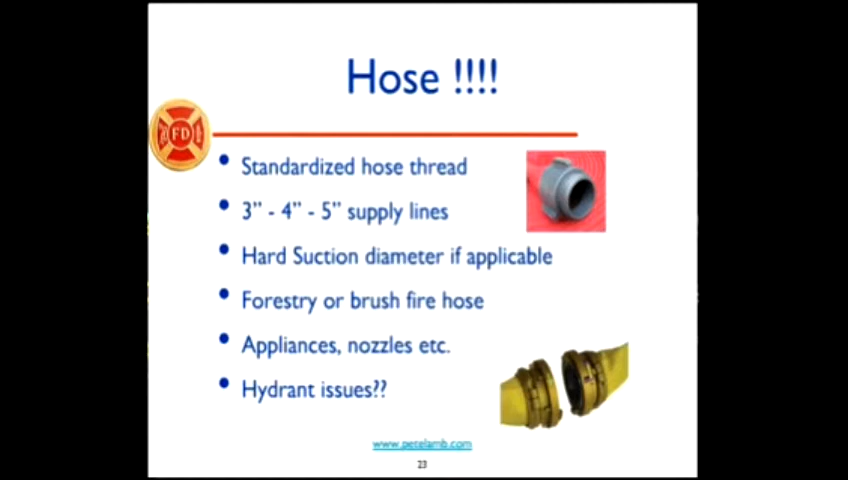 Hose !!!!
FD
• Standardized hose thread
• 3” - 4” - 5” supply lines
• Hard Suction diameter if applicable
• Forestry or brush fire hose
• Appliances, nozzles etc.
• Hydrant issues??
www.petelamb.com
23